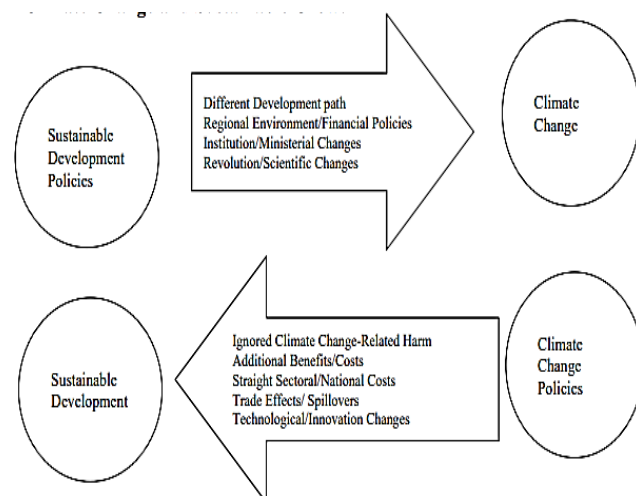 Sustainable
Development
Policies
Different Development path
Regional Environment/Financial Policies
Institution/Ministerial Changes
Revolution/Scientific Changes
Climate
Change
Sustainable
Development
Ignored Climate Change-Related Harm
Additional Benefits/Costs
Straight Sectoral/National Costs
Trade Effects/ Spillovers
Technological/Innovation Changes
Climate
Change
Policies